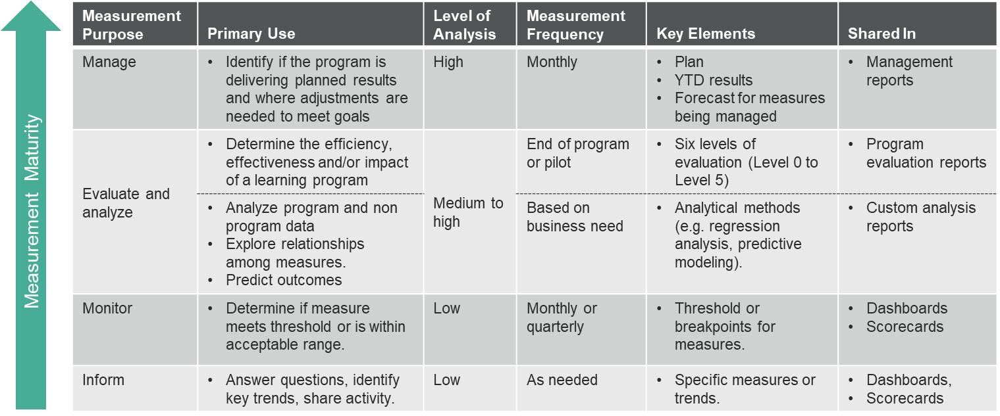 Measurement Maturity
Measurement
Purpose
Primary Use
Level of
Analysis
Measurement
Frequency
Key Elements
Shared In
Manage
• Identify if the program is
delivering planned results
and where adjustments are
needed to meet goals
High
Monthly
• Plan
• YTD results
• Forecast for measures
being managed
• Management
reports
Evaluate and
analyze
• Determine the efficiency,
effectiveness and/or impact
of a learning program
Medium to
high
End of program
or pilot
• Six levels of
evaluation (Level 0 to
Level 5)
• Program
evaluation reports
• Analyze program and non
program data
• Explore relationships
among measures.
• Predict outcomes
Based on
business need
• Analytical methods
(e.g. regression
analysis, predictive
modeling).
• Custom analysis
reports
Monitor
• Determine if measure
meets threshold or is within
acceptable range.
Low
Monthly or
quarterly
• Threshold or
breakpoints for
measures.
• Dashboards
• Scorecards
Inform
• Answer questions, identify
key trends, share activity.
Low
As needed
• Specific measures or
trends.
• Dashboards,
• Scorecards